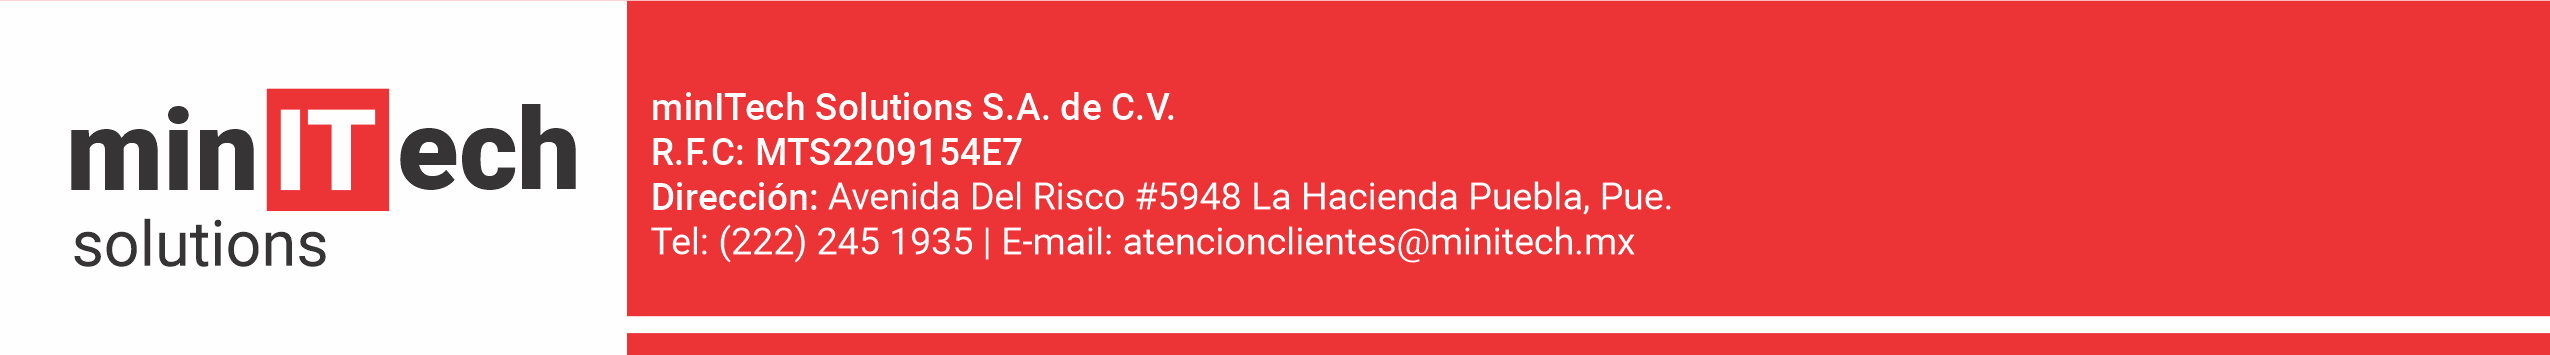 minITech
solutions
minITech Solutions S.A. de C.V.
R.F.C: MTS2209154E7
Dirección: Avenida Del Risco #5948 La Hacienda Puebla, Pue.
Tel: (222) 245 1935 | E-mail: atencionclientes@minitech.mx